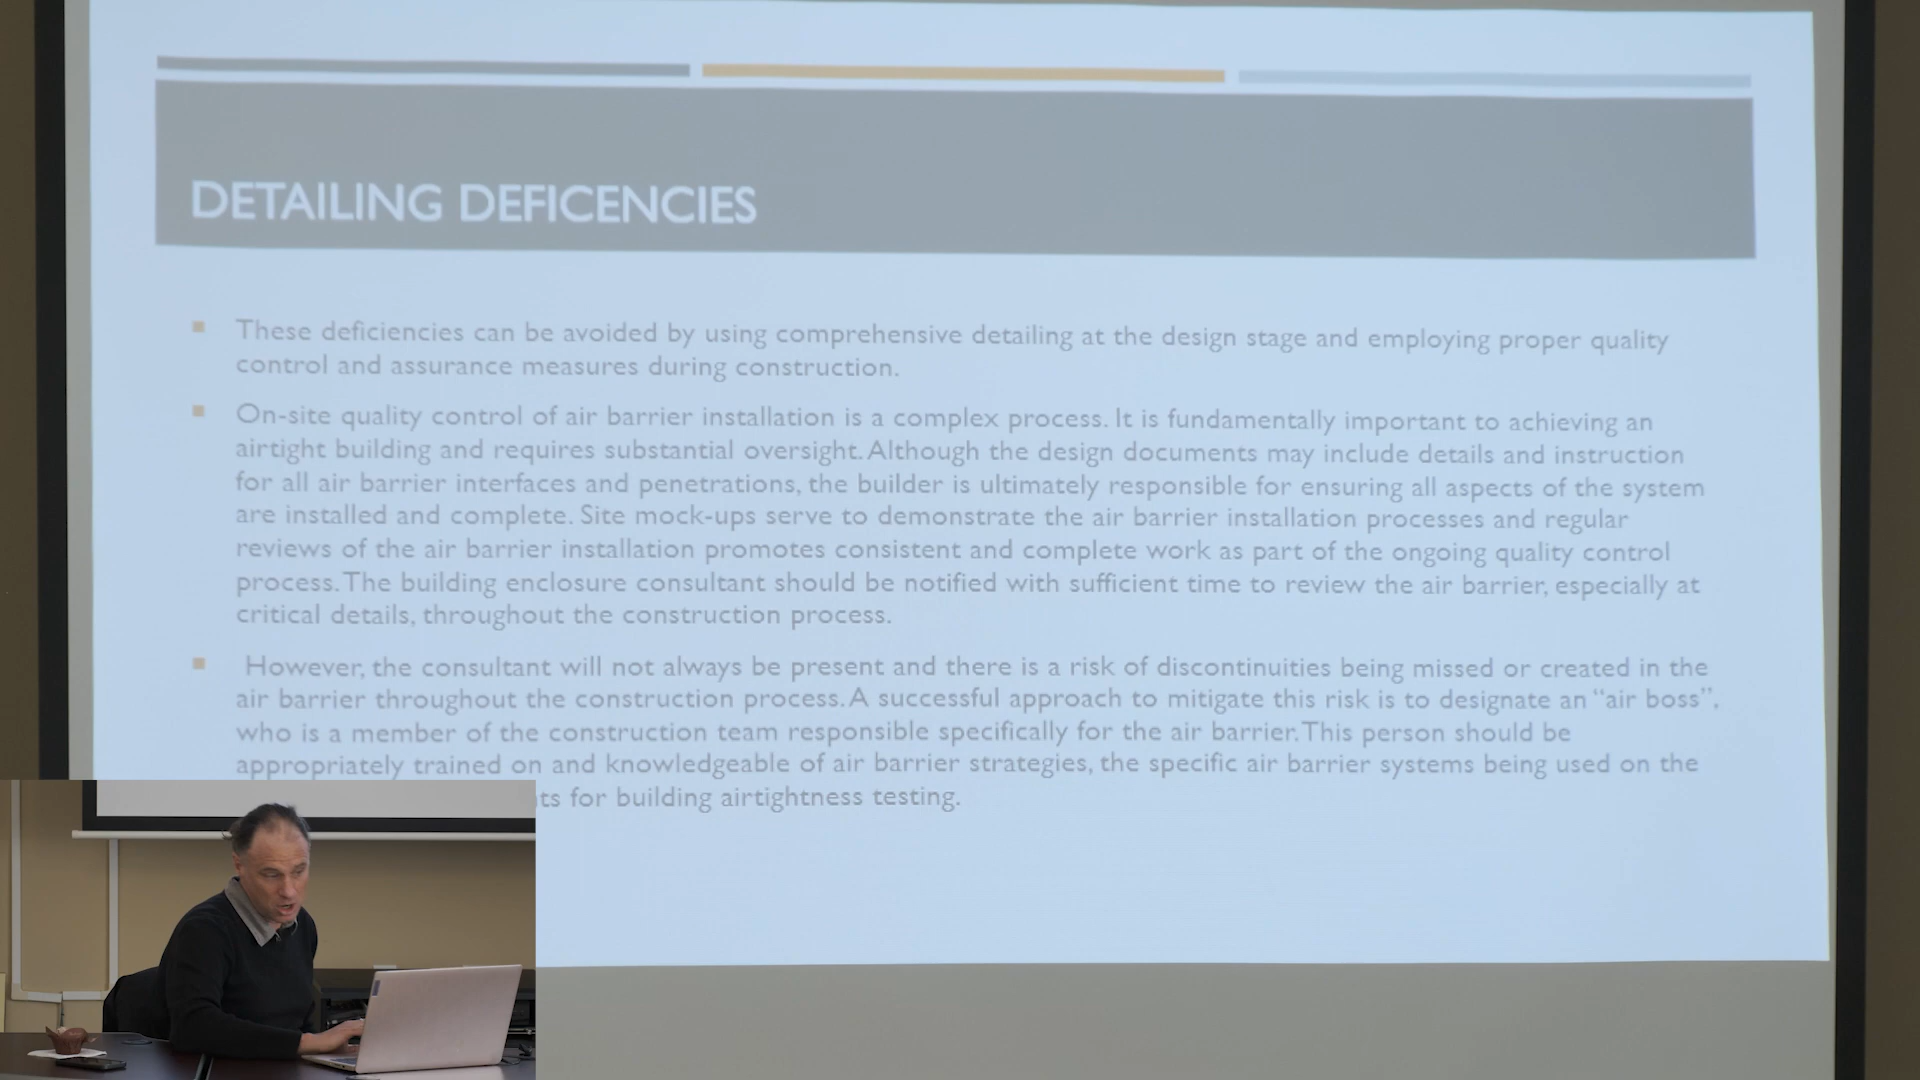 DETAILING DEFICENCIES
These deficiencies can be avoided by using comprehensive detailing at the design stage and employing proper quality
control and assurance measures during construction.
On-site quality control of air barrier installation is a complex process. It is fundamentally important to achieving an
airtight building and requires substantial oversight. Although the design documents may include details and instruction
for all air barrier interfaces and penetrations, the builder is ultimately responsible for ensuring all aspects of the system
are installed and complete. Site mock-ups serve to demonstrate the air barrier installation processes and regular
reviews of the air barrier installation promotes consistent and complete work as part of the ongoing quality control
process. The building enclosure consultant should be notified with sufficient time to review the air barrier, especially at
critical details, throughout the construction process.
However, the consultant will not always be present and there is a risk of discontinuities being missed or created in the
air barrier throughout the construction process. A successful approach to mitigate this risk is to designate an “air boss”,
who is a member of the construction team responsible specifically for the air barrier. This person should be
appropriately trained on and knowledgeable of air barrier strategies, the specific air barrier systems being used on the
for building airtightness testing.